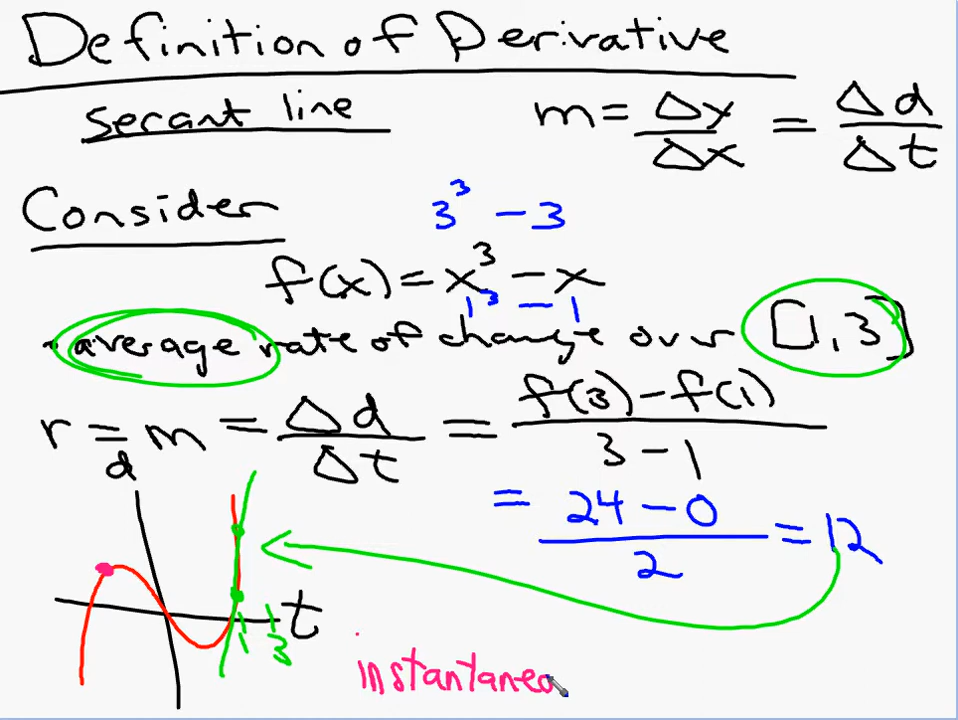 Definition of Derivative
secant line
m = Δy/Δx = Δd/Δt
Consider
3³ - 3
f(x) = x³ - x
1³ - 1
average rate of change over [1, 3]
r = m = Δd/Δt = f(3) - f(1) / 3 - 1
d
= 24 - 0 / 2 = 12
t
1 3
instantaneo